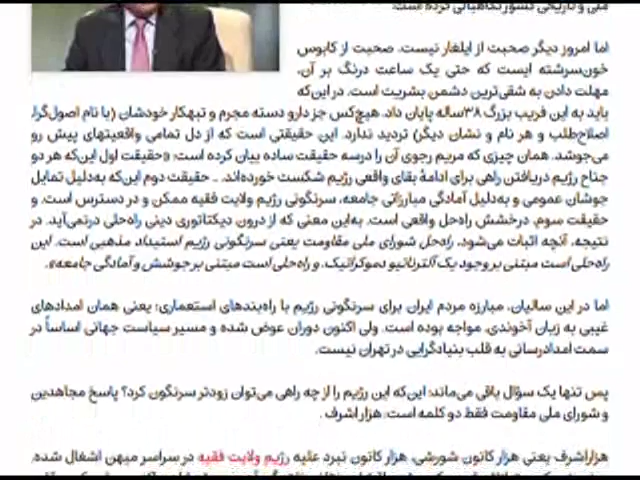 ملی و تاریخی کشور نگاهبانی کرده است.
اما امروز دیگر صحبت از ایلغار نیست. صحبت از کابوس
خون‌سرشته ایست که حتی یک ساعت درنگ بر آن،
مهلت دادن به شقی‌ترین دشمن بشریت است. در این‌که
باید به این فریب بزرگ ۳۸ساله پایان داد، هیچ‌کس جز دارو دسته مجرم و تبهکار خودشان (با نام اصول‌گرا،
اصلاح‌طلب و هر نام و نشان دیگر) تردید ندارد. این حقیقتی است که از دل تمامی واقعیتهای پیش رو
می‌جوشد. همان چیزی که مریم رجوی آن را درسه حقیقت ساده بیان کرده است: «حقیقت اول این‌که هر دو
جناح رژیم دریافتن راهی برای ادامهٔ بقای واقعی رژیم شکست خورده‌اند. .. حقیقت دوم این‌که به‌دلیل تمایل
جوشان عمومی و به‌دلیل آمادگی مبارزاتی جامعه، سرنگونی رژیم ولایت فقیه ممکن و در دسترس است. و
حقیقت سوم، درخشش راه‌حل واقعی است. به‌این معنی که از درون دیکتاتوری دینی راه‌حلی درنمی‌آید. در
نتیجه، آنچه اثبات می‌شود، راه‌حل شورای ملی مقاومت یعنی سرنگونی رژیم استبداد مذهبی است. این
راه‌حلی است مبتنی بر وجود یک آلترناتیو دموکراتیک. و راه‌حلی است مبتنی بر جوشش و آمادگی جامعه».
اما در این سالیان، مبارزه مردم ایران برای سرنگونی رژیم با راه‌بندهای استعماری؛ یعنی همان امدادهای
غیبی به زبان آخوندی، مواجه بوده است. ولی اکنون دوران عوض شده و مسیر سیاست جهانی اساساً در
سمت امدادرسانی به قلب بنیادگرایی در تهران نیست.
پس تنها یک سؤال باقی می‌ماند: این‌که این رژیم را از چه راهی می‌توان زودتر سرنگون کرد؟ پاسخ مجاهدین
و شورای ملی مقاومت فقط دو کلمه است: هزار اشرف .
هزاراشرف یعنی هزار کانون شورشی، هزار کانون نبرد علیه رژیم ولایت فقیه در سراسر میهن اشغال شده.